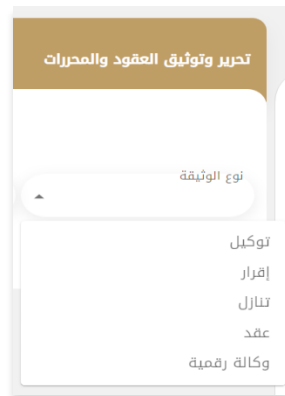 تحرير وتوثيق العقود والمحررات
نوع الوثيقة
توكيل
إقرار
تنازل
عقد
وكالة رقمية